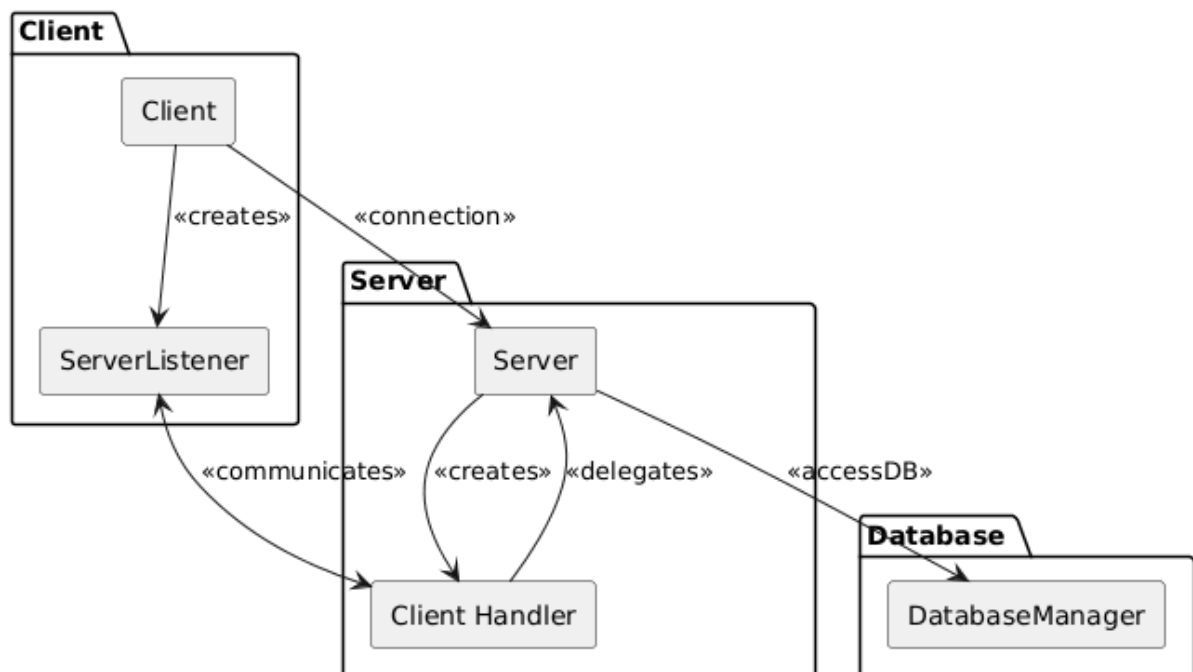 Client
Client
«creates»
«connection»
Server
ServerListener
Server
«communicates»
«creates»
«delegates»
«accessDB»
Database
Client Handler
DatabaseManager